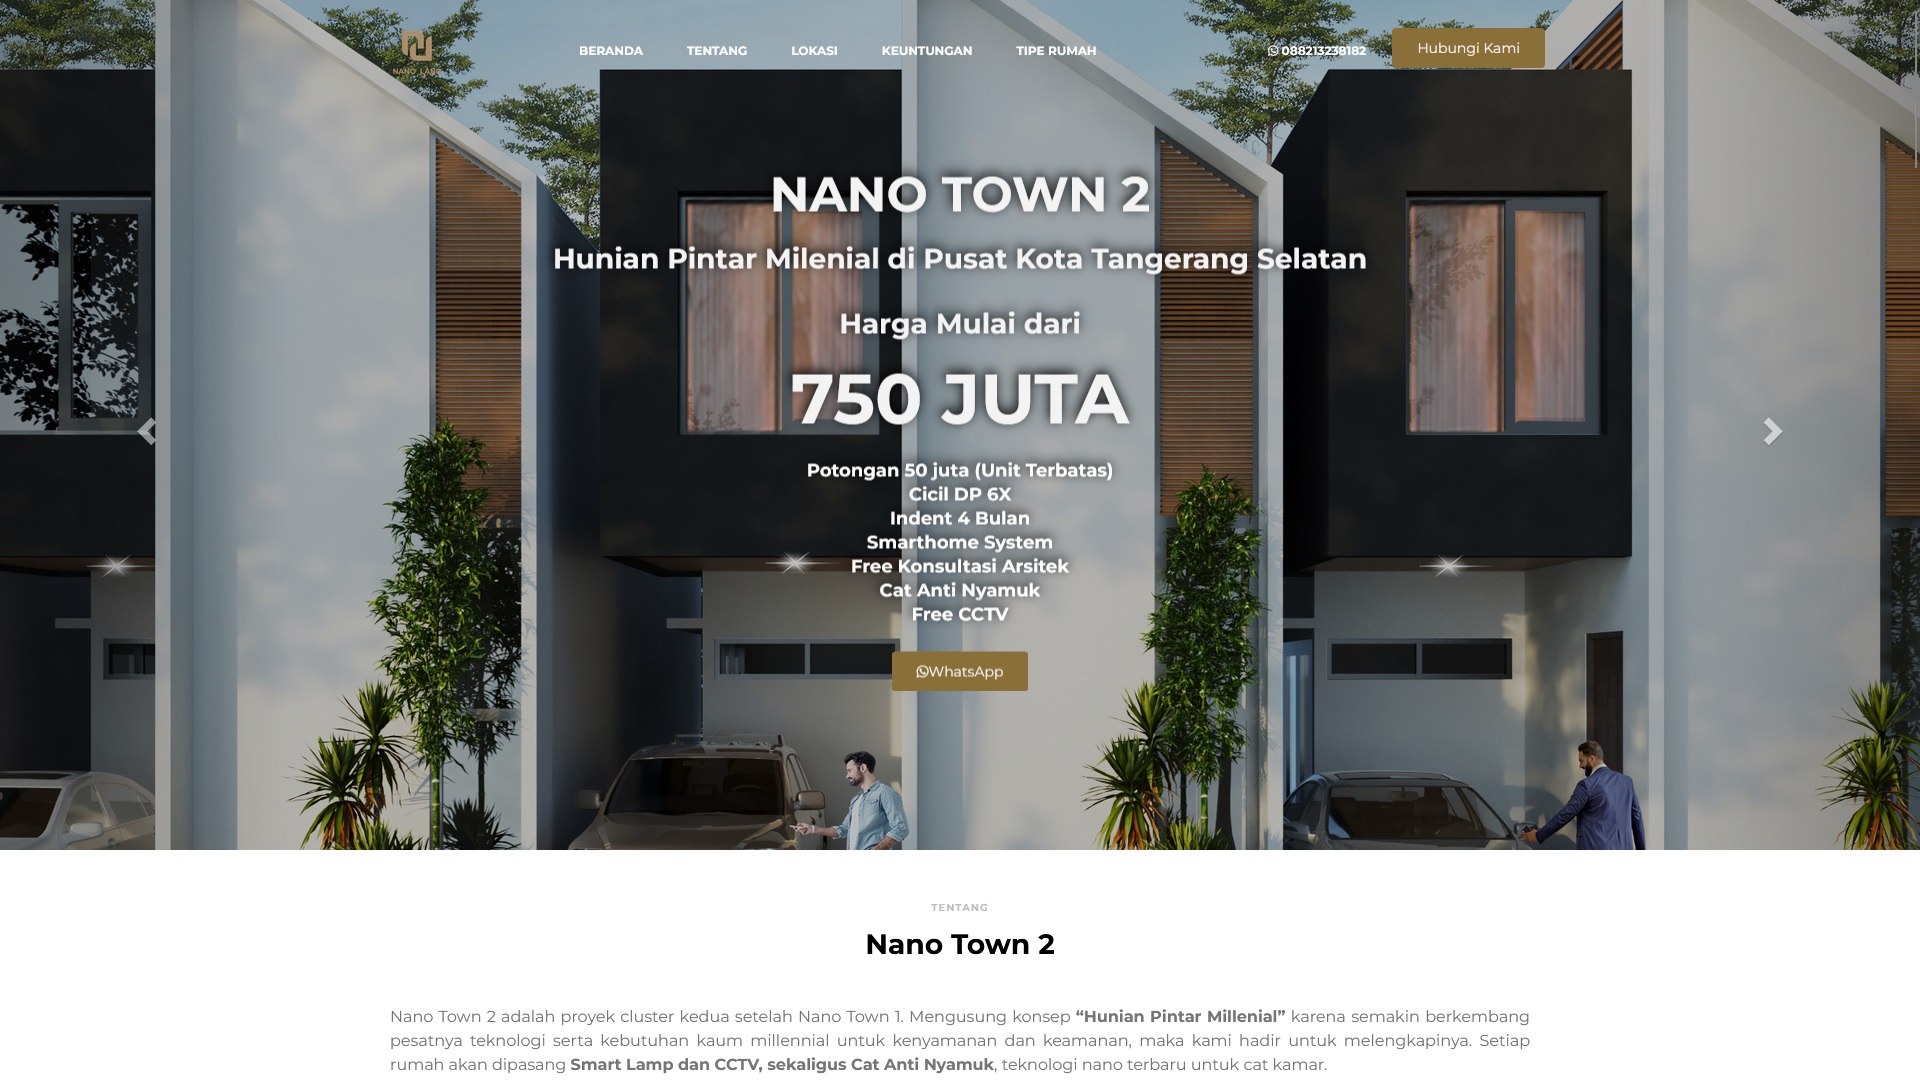 NANO LAND
BERANDA TENTANG LOKASI KEUNTUNGAN TIPE RUMAH 088213238182 Hubungi Kami
NANO TOWN 2
Hunian Pintar Milenial di Pusat Kota Tangerang Selatan
Harga Mulai dari
750 JUTA
Potongan 50 juta (Unit Terbatas)
Cicil DP 6X
Indent 4 Bulan
Smarthome System
Free Konsultasi Arsitek
Cat Anti Nyamuk
Free CCTV
WhatsApp
TENTANG
Nano Town 2
Nano Town 2 adalah proyek cluster kedua setelah Nano Town 1. Mengusung konsep “Hunian Pintar Millenial” karena semakin berkembang
pesatnya teknologi serta kebutuhan kaum millennial untuk kenyamanan dan keamanan, maka kami hadir untuk melengkapinya. Setiap
rumah akan dipasang Smart Lamp dan CCTV, sekaligus Cat Anti Nyamuk, teknologi nano terbaru untuk cat kamar.